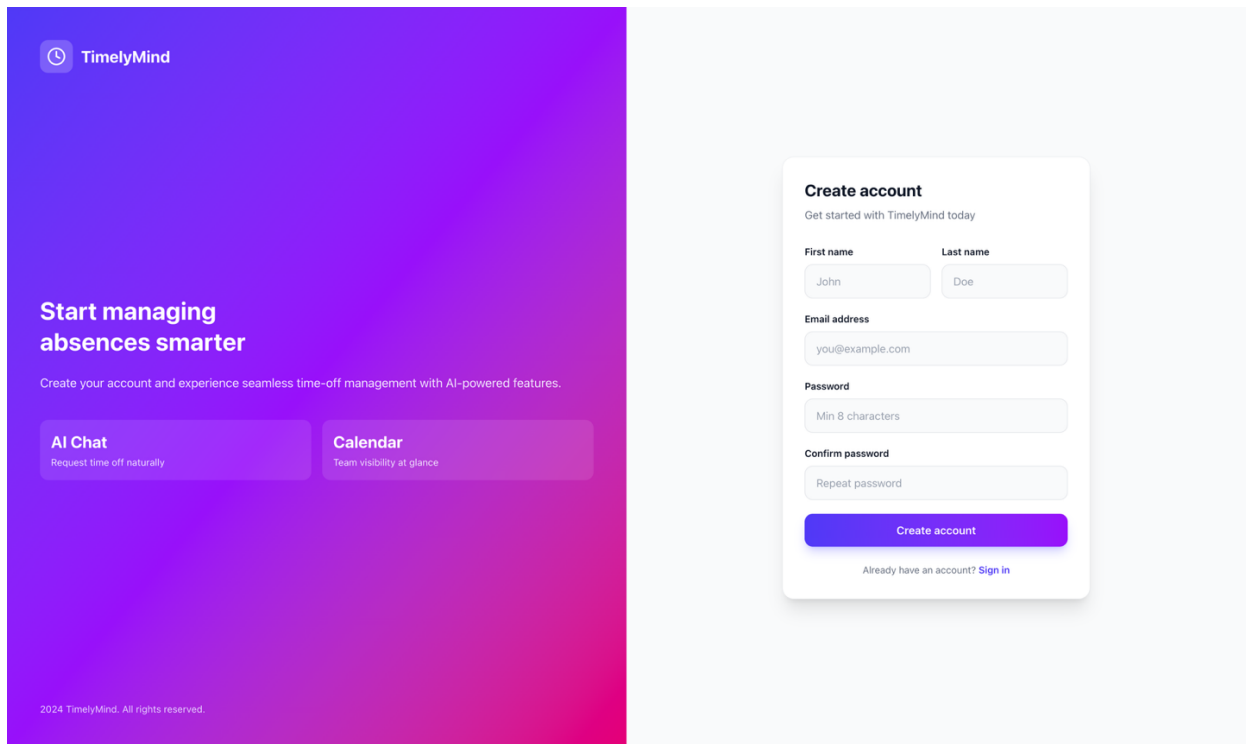 TimelyMind
Start managing
absences smarter
Create your account and experience seamless time-off management with AI-powered features.
AI Chat
Request time off naturally
Calendar
Team visibility at glance
2024 TimelyMind. All rights reserved.
Create account
Get started with TimelyMind today
First name
Last name
John
Doe
Email address
you@example.com
Password
Min 8 characters
Confirm password
Repeat password
Create account
Already have an account? Sign in